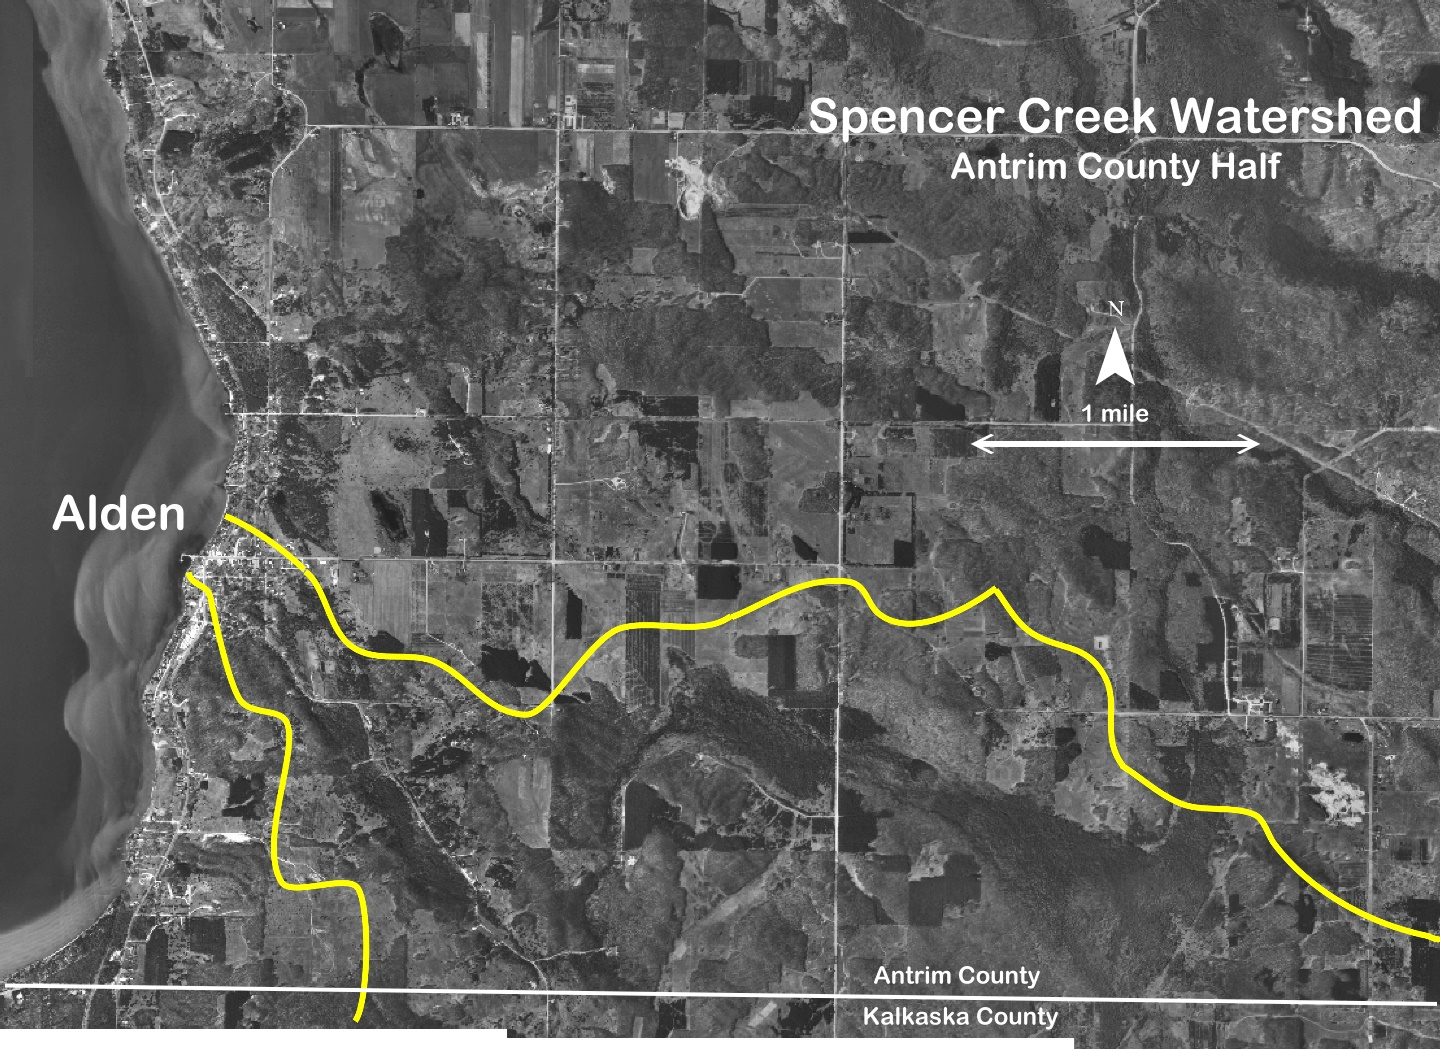 Spencer Creek Watershed
Antrim County Half
N
1 mile
Alden
Antrim County
Kalkaska County